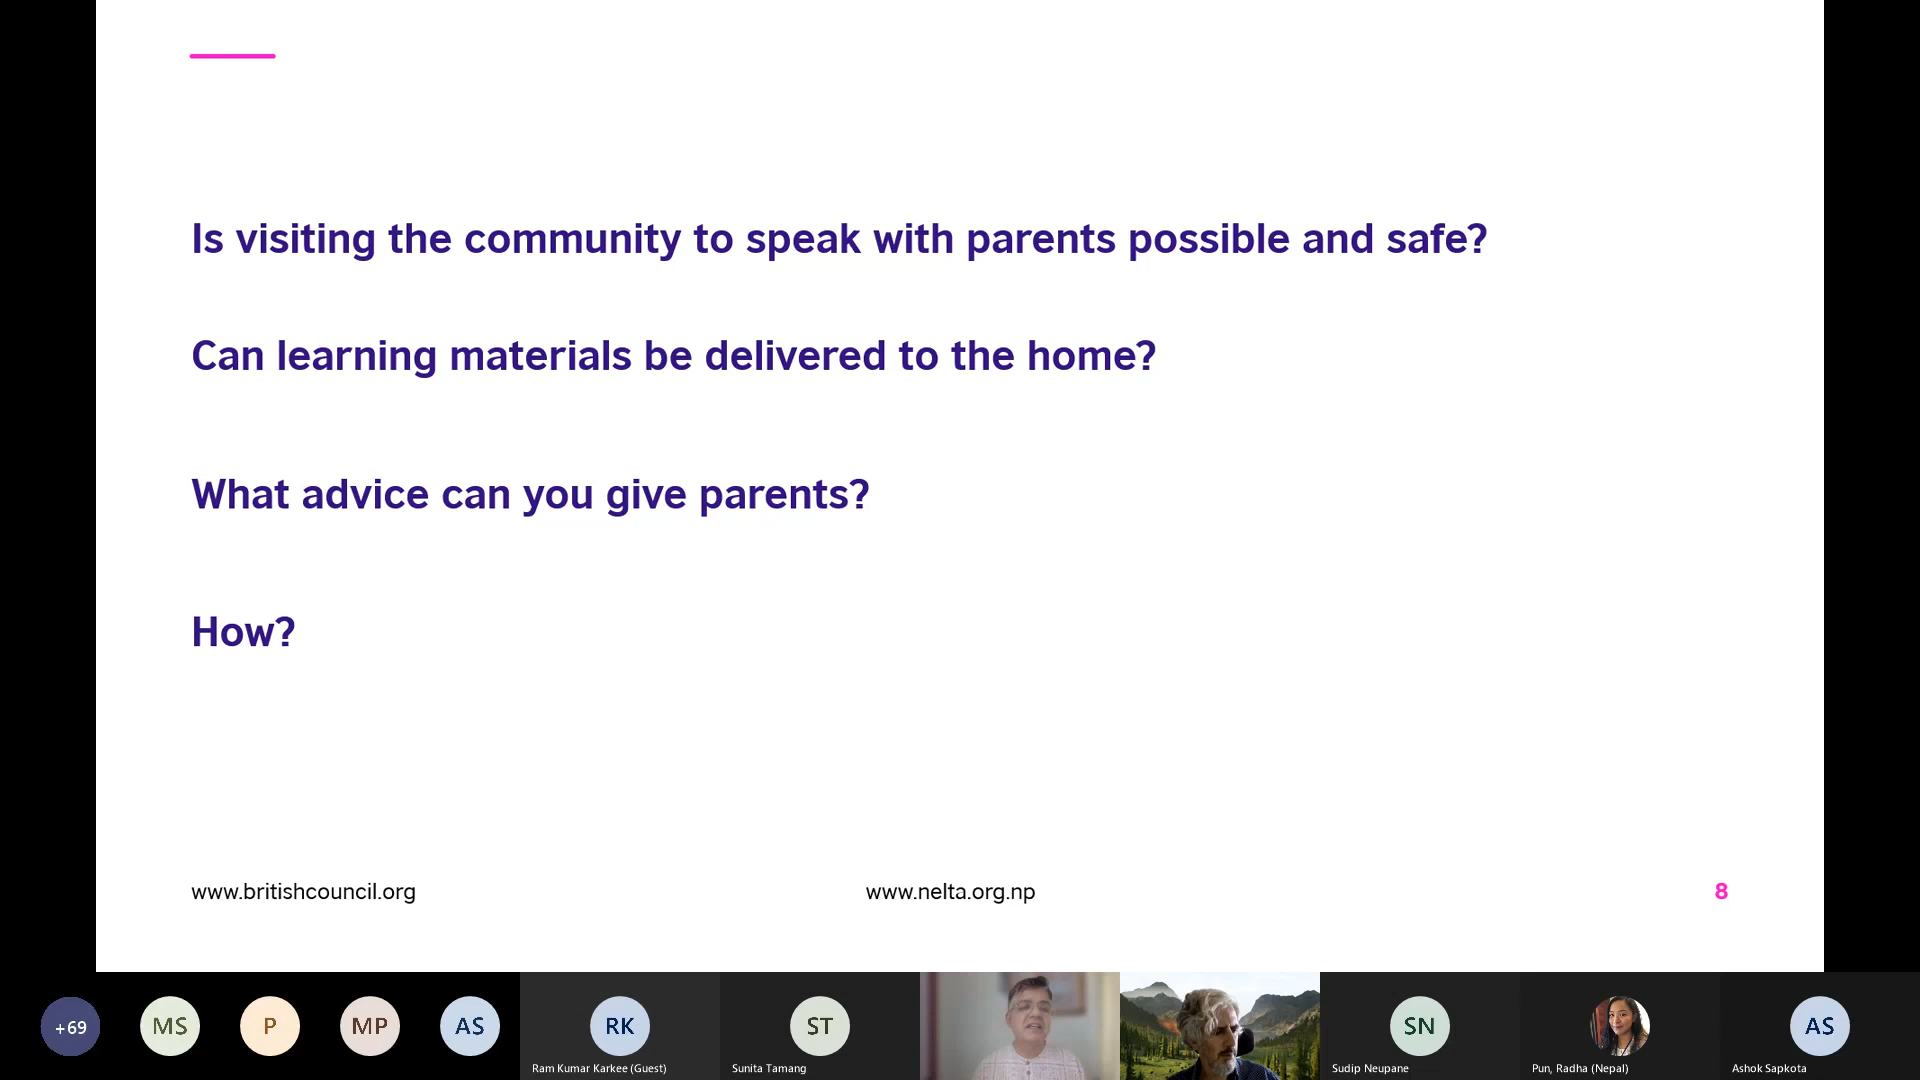 Is visiting the community to speak with parents possible and safe?
Can learning materials be delivered to the home?
What advice can you give parents?
How?
www.britishcouncil.org
www.nelta.org.np
8
+69
MS
P
MP
AS
RK
Ram Kumar Karkee (Guest)
ST
Sunita Tamang
SN
Sudip Neupane
Pun, Radha (Nepal)
AS
Ashok Sapkota